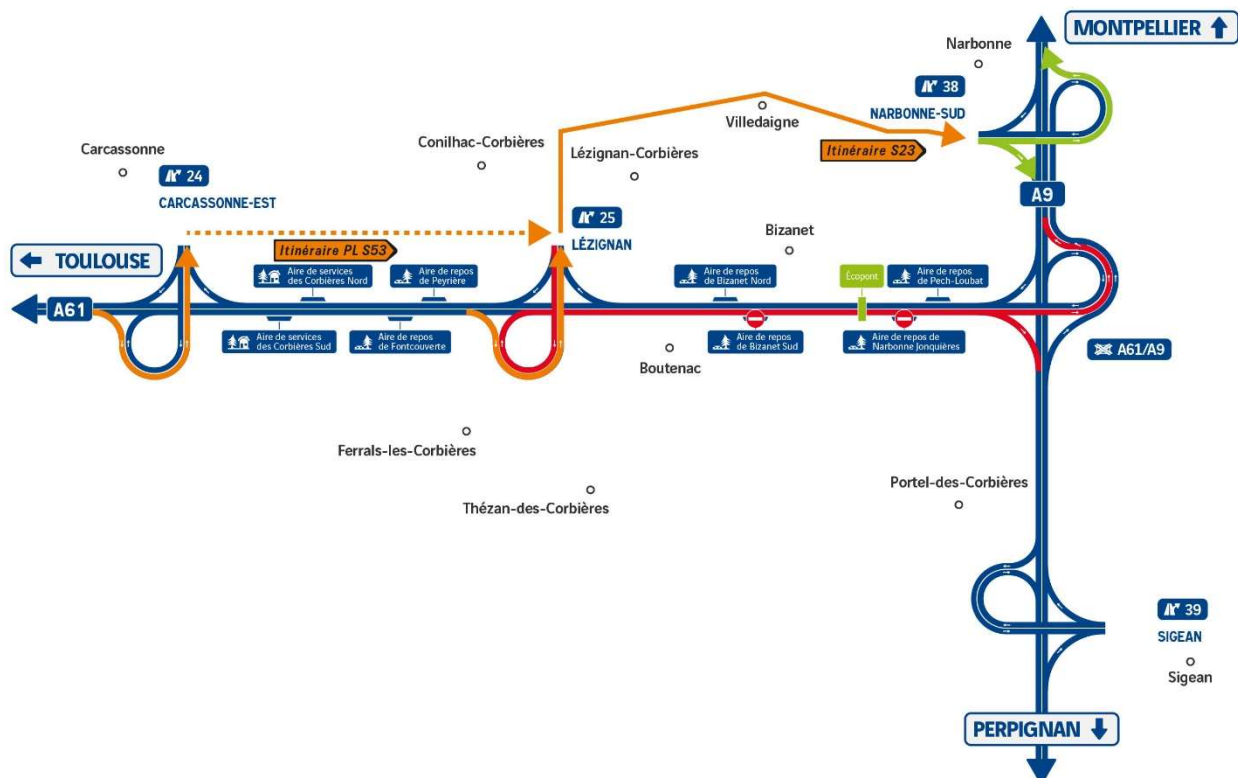 MONTPELLIER
Narbonne
38
NARBONNE-SUD
Villedaigne
Itinéraire S23
Conilhac-Corbières
Lézignan-Corbières
Carcassonne
24
CARCASSONNE-EST
A9
25
LÉZIGNAN
Bizanet
TOULOUSE
Itinéraire PL S53
Aire de services
des Corbières Nord
Aire de repos
de Peyrière
Aire de repos
de Bizanet Nord
Écopont
Aire de repos
de Pech-Loubat
A61
Aire de services
des Corbières Sud
Aire de repos
de Fontcouverte
Aire de repos
de Bizanet Sud
Aire de repos de
Narbonne Jonquières
A61/A9
Boutenac
Ferrals-les-Corbières
Thézan-des-Corbières
Portel-des-Corbières
39
SIGEAN
Sigean
PERPIGNAN